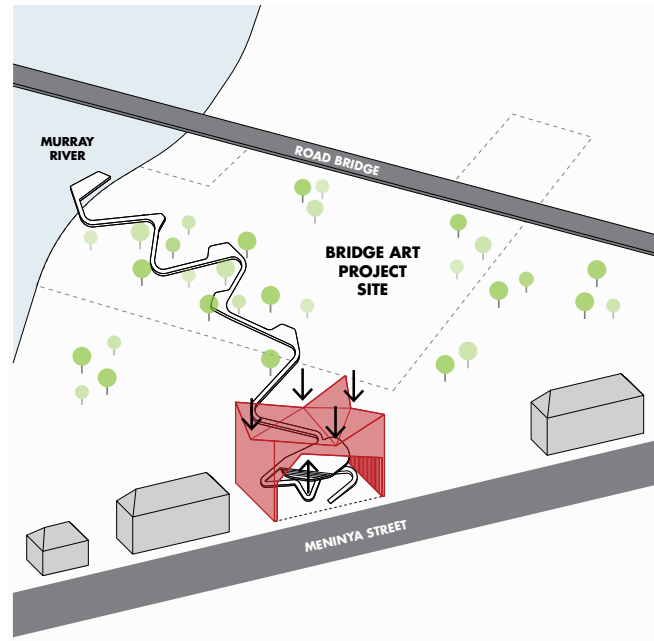 MURRAY
RIVER
ROAD BRIDGE
BRIDGE ART
PROJECT
SITE
MENINYA STREET